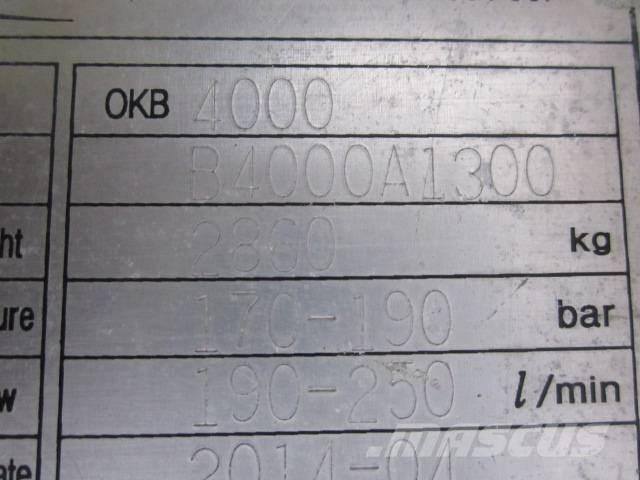 OKB 4000
B4000A1300
ht 2860 kg
ure 170-190 bar
w 190-250 l/min
ate 2014-04
MASCUS